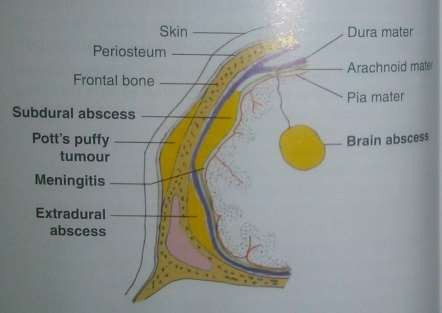 Skin
Periosteum
Frontal bone
Subdural abscess
Pott's puffy
tumour
Meningitis
Extradural
abscess
Dura mater
Arachnoid mater
Pia mater
Brain abscess